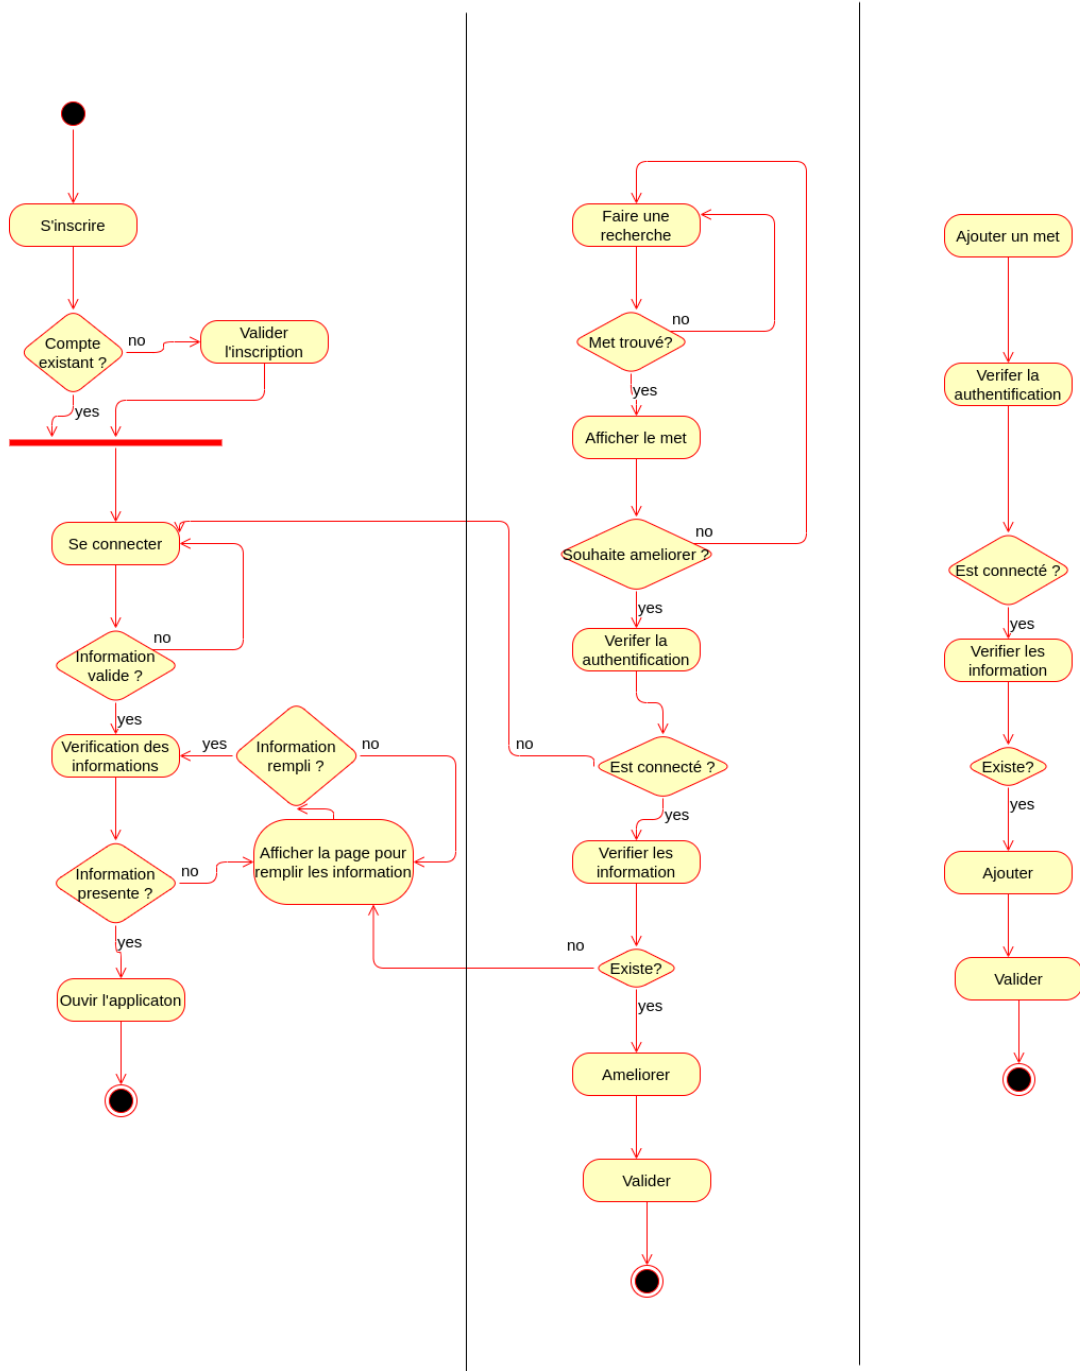 S'inscrire
Compte
existant ?
no
Valider
l'inscription
yes
Se connecter
no
Information
valide ?
yes
Verification des
informations
yes
Information
rempli ?
no
Afficher la page pour
remplir les information
Information
presente ?
no
yes
Ouvir l'applicaton
Faire une
recherche
no
Met trouvé?
yes
Afficher le met
no
Souhaite ameliorer ?
yes
Verifer la
authentification
no
Est connecté ?
yes
Verifier les
information
no
Existe?
yes
Ameliorer
Valider
Ajouter un met
Verifer la
authentification
Est connecté ?
yes
Verifier les
information
Existe?
yes
Ajouter
Valider